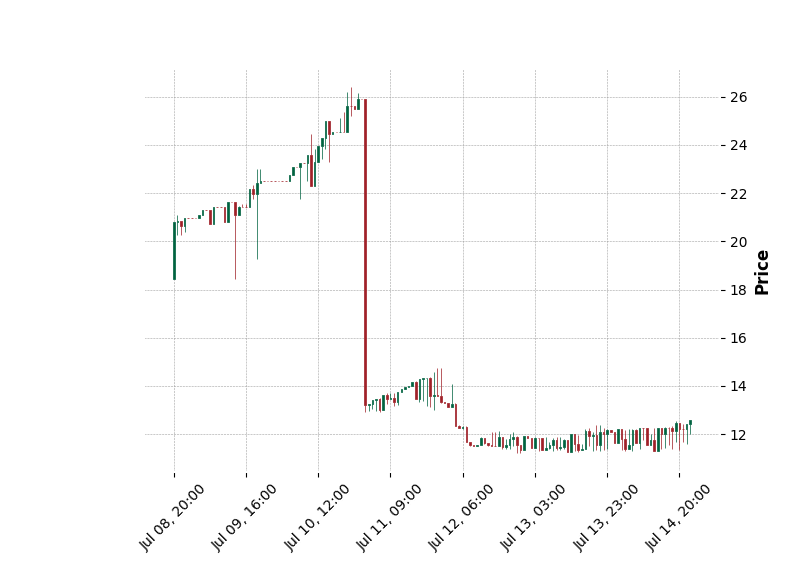 26
24
22
20
18
16
14
12
Price
Jul 08, 20:00
Jul 09, 16:00
Jul 10, 12:00
Jul 11, 09:00
Jul 12, 06:00
Jul 13, 03:00
Jul 13, 23:00
Jul 14, 20:00